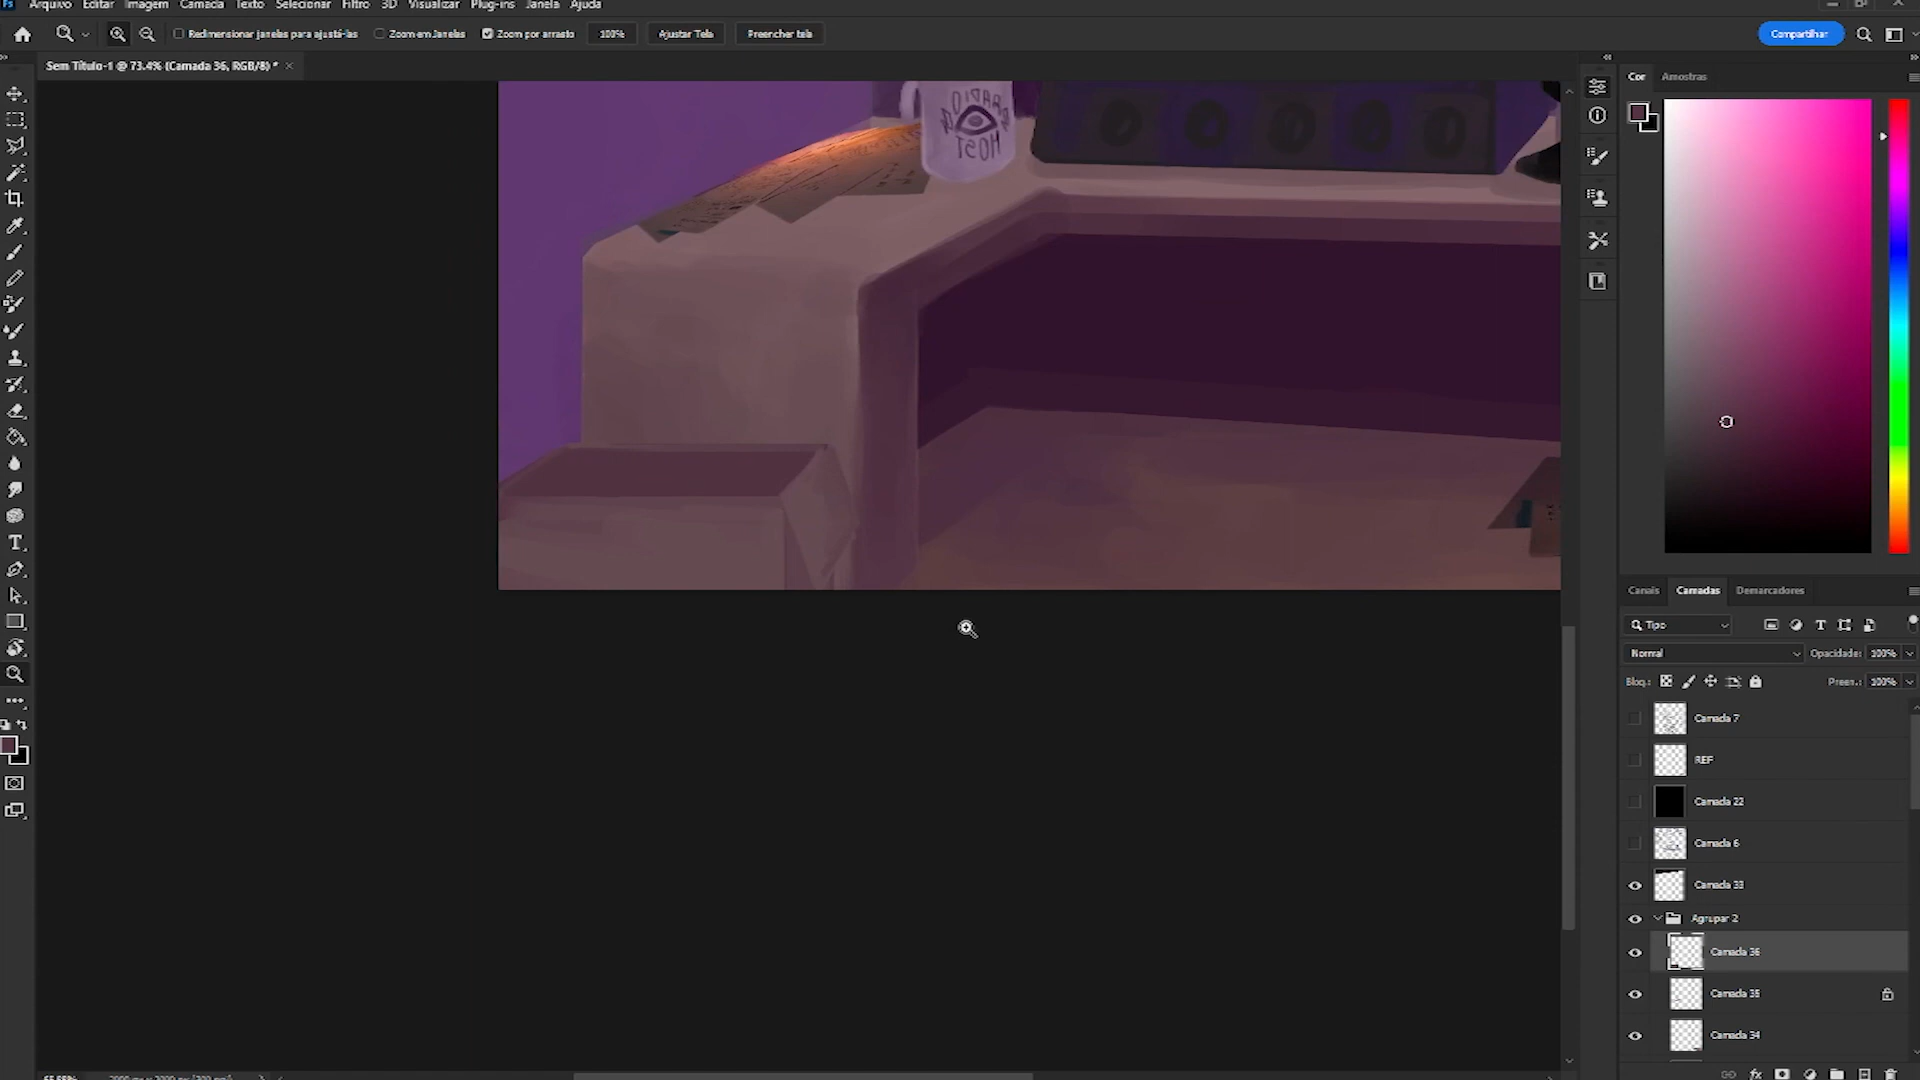 Arquivo Editar Imagem Camada Texto Selecionar Filtro 3D Visualizar Plug-ins Janela Ajuda
Redimensionar janelas para ajustá-las Zoom em Janelas Zoom por arrasto 100% Ajustar Tela Preencher tela Compartilhar
Sem Título-1 @ 73.4% (Camada 36, RGB/8) *
Cor Amostras
HOST
Canais Camadas Demarcadores
Tipo
Normal Opacidade: 100%
Bloq.: Preen.: 100%
Camada 7
REF
Camada 22
Camada 6
Camada 33
Agrupar 2
Camada 36
Camada 35
Camada 34